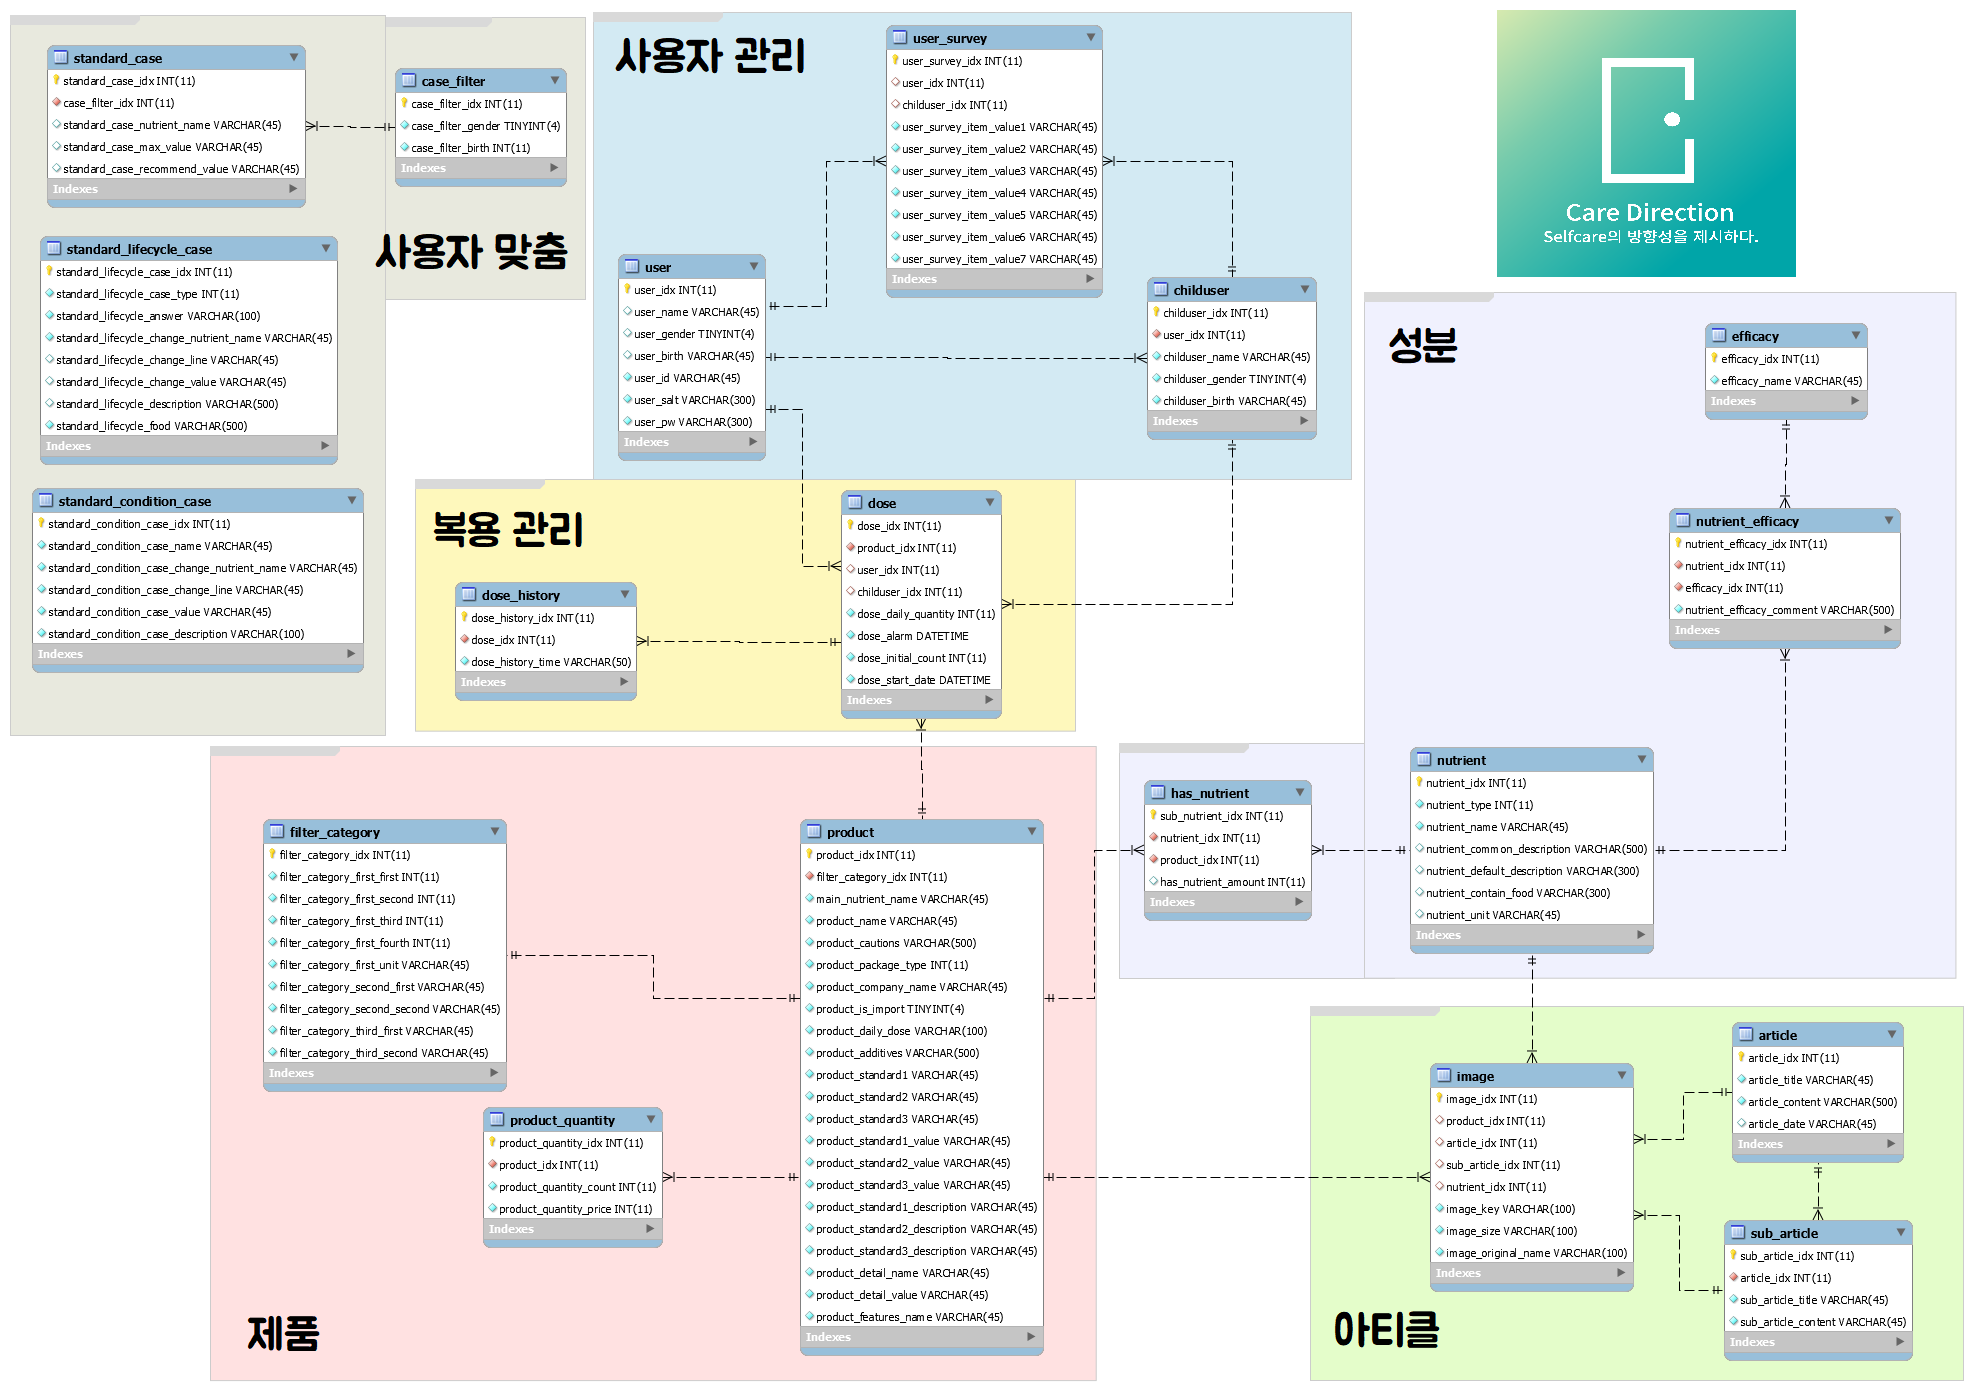 standard_case
standard_case_idx INT(11)
case_filter_idx INT(11)
standard_case_nutrient_name VARCHAR(45)
standard_case_max_value VARCHAR(45)
standard_case_recommend_value VARCHAR(45)
Indexes
case_filter
case_filter_idx INT(11)
case_filter_gender TINYINT(4)
case_filter_birth INT(11)
Indexes
사용자 맞춤
standard_lifecycle_case
standard_lifecycle_case_idx INT(11)
standard_lifecycle_case_type INT(11)
standard_lifecycle_answer VARCHAR(100)
standard_lifecycle_change_nutrient_name VARCHAR(45)
standard_lifecycle_change_line VARCHAR(45)
standard_lifecycle_change_value VARCHAR(45)
standard_lifecycle_description VARCHAR(500)
standard_lifecycle_food VARCHAR(500)
Indexes
standard_condition_case
standard_condition_case_idx INT(11)
standard_condition_case_name VARCHAR(45)
standard_condition_case_change_nutrient_name VARCHAR(45)
standard_condition_case_change_line VARCHAR(45)
standard_condition_case_value VARCHAR(45)
standard_condition_case_description VARCHAR(100)
Indexes
사용자 관리
user_survey
user_survey_idx INT(11)
user_idx INT(11)
childuser_idx INT(11)
user_survey_item_value1 VARCHAR(45)
user_survey_item_value2 VARCHAR(45)
user_survey_item_value3 VARCHAR(45)
user_survey_item_value4 VARCHAR(45)
user_survey_item_value5 VARCHAR(45)
user_survey_item_value6 VARCHAR(45)
user_survey_item_value7 VARCHAR(45)
Indexes
user
user_idx INT(11)
user_name VARCHAR(45)
user_gender TINYINT(4)
user_birth VARCHAR(45)
user_id VARCHAR(45)
user_salt VARCHAR(300)
user_pw VARCHAR(300)
Indexes
childuser
childuser_idx INT(11)
user_idx INT(11)
childuser_name VARCHAR(45)
childuser_gender TINYINT(4)
childuser_birth VARCHAR(45)
Indexes
Care Direction
Selfcare의 방향성을 제시하다.
복용 관리
dose
dose_idx INT(11)
product_idx INT(11)
user_idx INT(11)
childuser_idx INT(11)
dose_daily_quantity INT(11)
dose_alarm DATETIME
dose_initial_count INT(11)
dose_start_date DATETIME
Indexes
dose_history
dose_history_idx INT(11)
dose_idx INT(11)
dose_history_time VARCHAR(50)
Indexes
성분
efficacy
efficacy_idx INT(11)
efficacy_name VARCHAR(45)
Indexes
nutrient_efficacy
nutrient_efficacy_idx INT(11)
nutrient_idx INT(11)
efficacy_idx INT(11)
nutrient_efficacy_comment VARCHAR(500)
Indexes
nutrient
nutrient_idx INT(11)
nutrient_type INT(11)
nutrient_name VARCHAR(45)
nutrient_common_description VARCHAR(500)
nutrient_default_description VARCHAR(300)
nutrient_contain_food VARCHAR(300)
nutrient_unit VARCHAR(45)
Indexes
has_nutrient
sub_nutrient_idx INT(11)
nutrient_idx INT(11)
product_idx INT(11)
has_nutrient_amount INT(11)
Indexes
filter_category
filter_category_idx INT(11)
filter_category_first_first INT(11)
filter_category_first_second INT(11)
filter_category_first_third INT(11)
filter_category_first_fourth INT(11)
filter_category_first_unit VARCHAR(45)
filter_category_second_first VARCHAR(45)
filter_category_second_second VARCHAR(45)
filter_category_third_first VARCHAR(45)
filter_category_third_second VARCHAR(45)
Indexes
product_quantity
product_quantity_idx INT(11)
product_idx INT(11)
product_quantity_count INT(11)
product_quantity_price INT(11)
Indexes
product
product_idx INT(11)
filter_category_idx INT(11)
main_nutrient_name VARCHAR(45)
product_name VARCHAR(45)
product_cautions VARCHAR(500)
product_package_type INT(11)
product_company_name VARCHAR(45)
product_is_import TINYINT(4)
product_daily_dose VARCHAR(100)
product_additives VARCHAR(500)
product_standard1 VARCHAR(45)
product_standard2 VARCHAR(45)
product_standard3 VARCHAR(45)
product_standard1_value VARCHAR(45)
product_standard2_value VARCHAR(45)
product_standard3_value VARCHAR(45)
product_standard1_description VARCHAR(45)
product_standard2_description VARCHAR(45)
product_standard3_description VARCHAR(45)
product_detail_name VARCHAR(45)
product_detail_value VARCHAR(45)
product_features_name VARCHAR(45)
Indexes
제품
image
image_idx INT(11)
product_idx INT(11)
article_idx INT(11)
sub_article_idx INT(11)
nutrient_idx INT(11)
image_key VARCHAR(100)
image_size VARCHAR(100)
image_original_name VARCHAR(100)
Indexes
article
article_idx INT(11)
article_title VARCHAR(45)
article_content VARCHAR(500)
article_date VARCHAR(45)
Indexes
sub_article
sub_article_idx INT(11)
article_idx INT(11)
sub_article_title VARCHAR(45)
sub_article_content VARCHAR(45)
Indexes
아티클